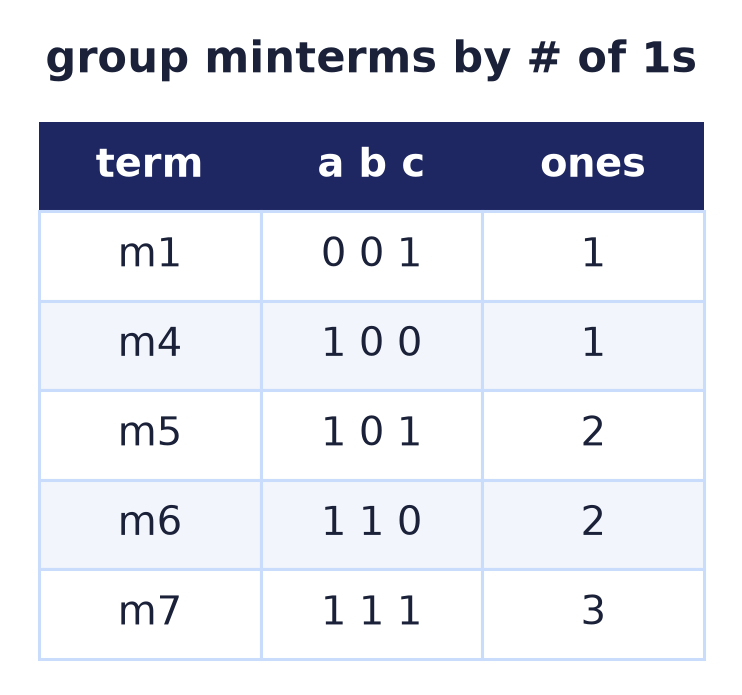 group minterms by # of 1s
term a b c ones
m1 0 0 1 1
m4 1 0 0 1
m5 1 0 1 2
m6 1 1 0 2
m7 1 1 1 3